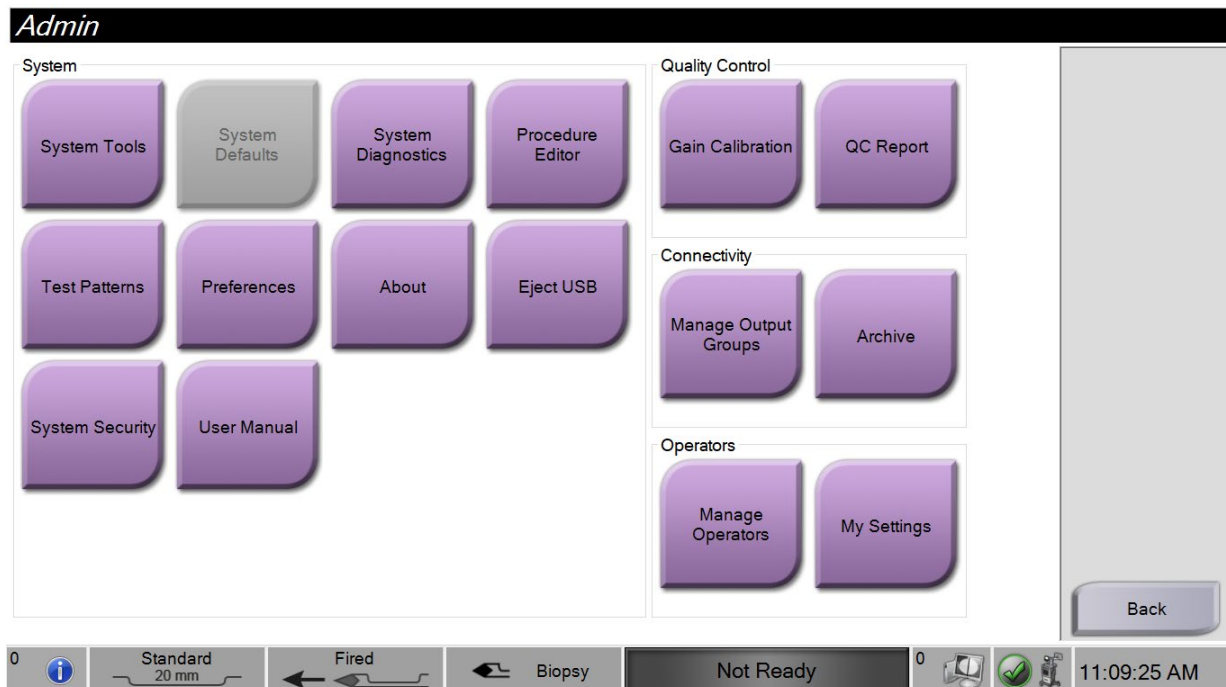 Admin
System
System Tools
System
Defaults
System
Diagnostics
Procedure
Editor
Test Patterns
Preferences
About
Eject USB
System Security
User Manual
Quality Control
Gain Calibration
QC Report
Connectivity
Manage Output
Groups
Archive
Operators
Manage
Operators
My Settings
Back
0
Standard
20 mm
Fired
Biopsy
Not Ready
0
11:09:25 AM